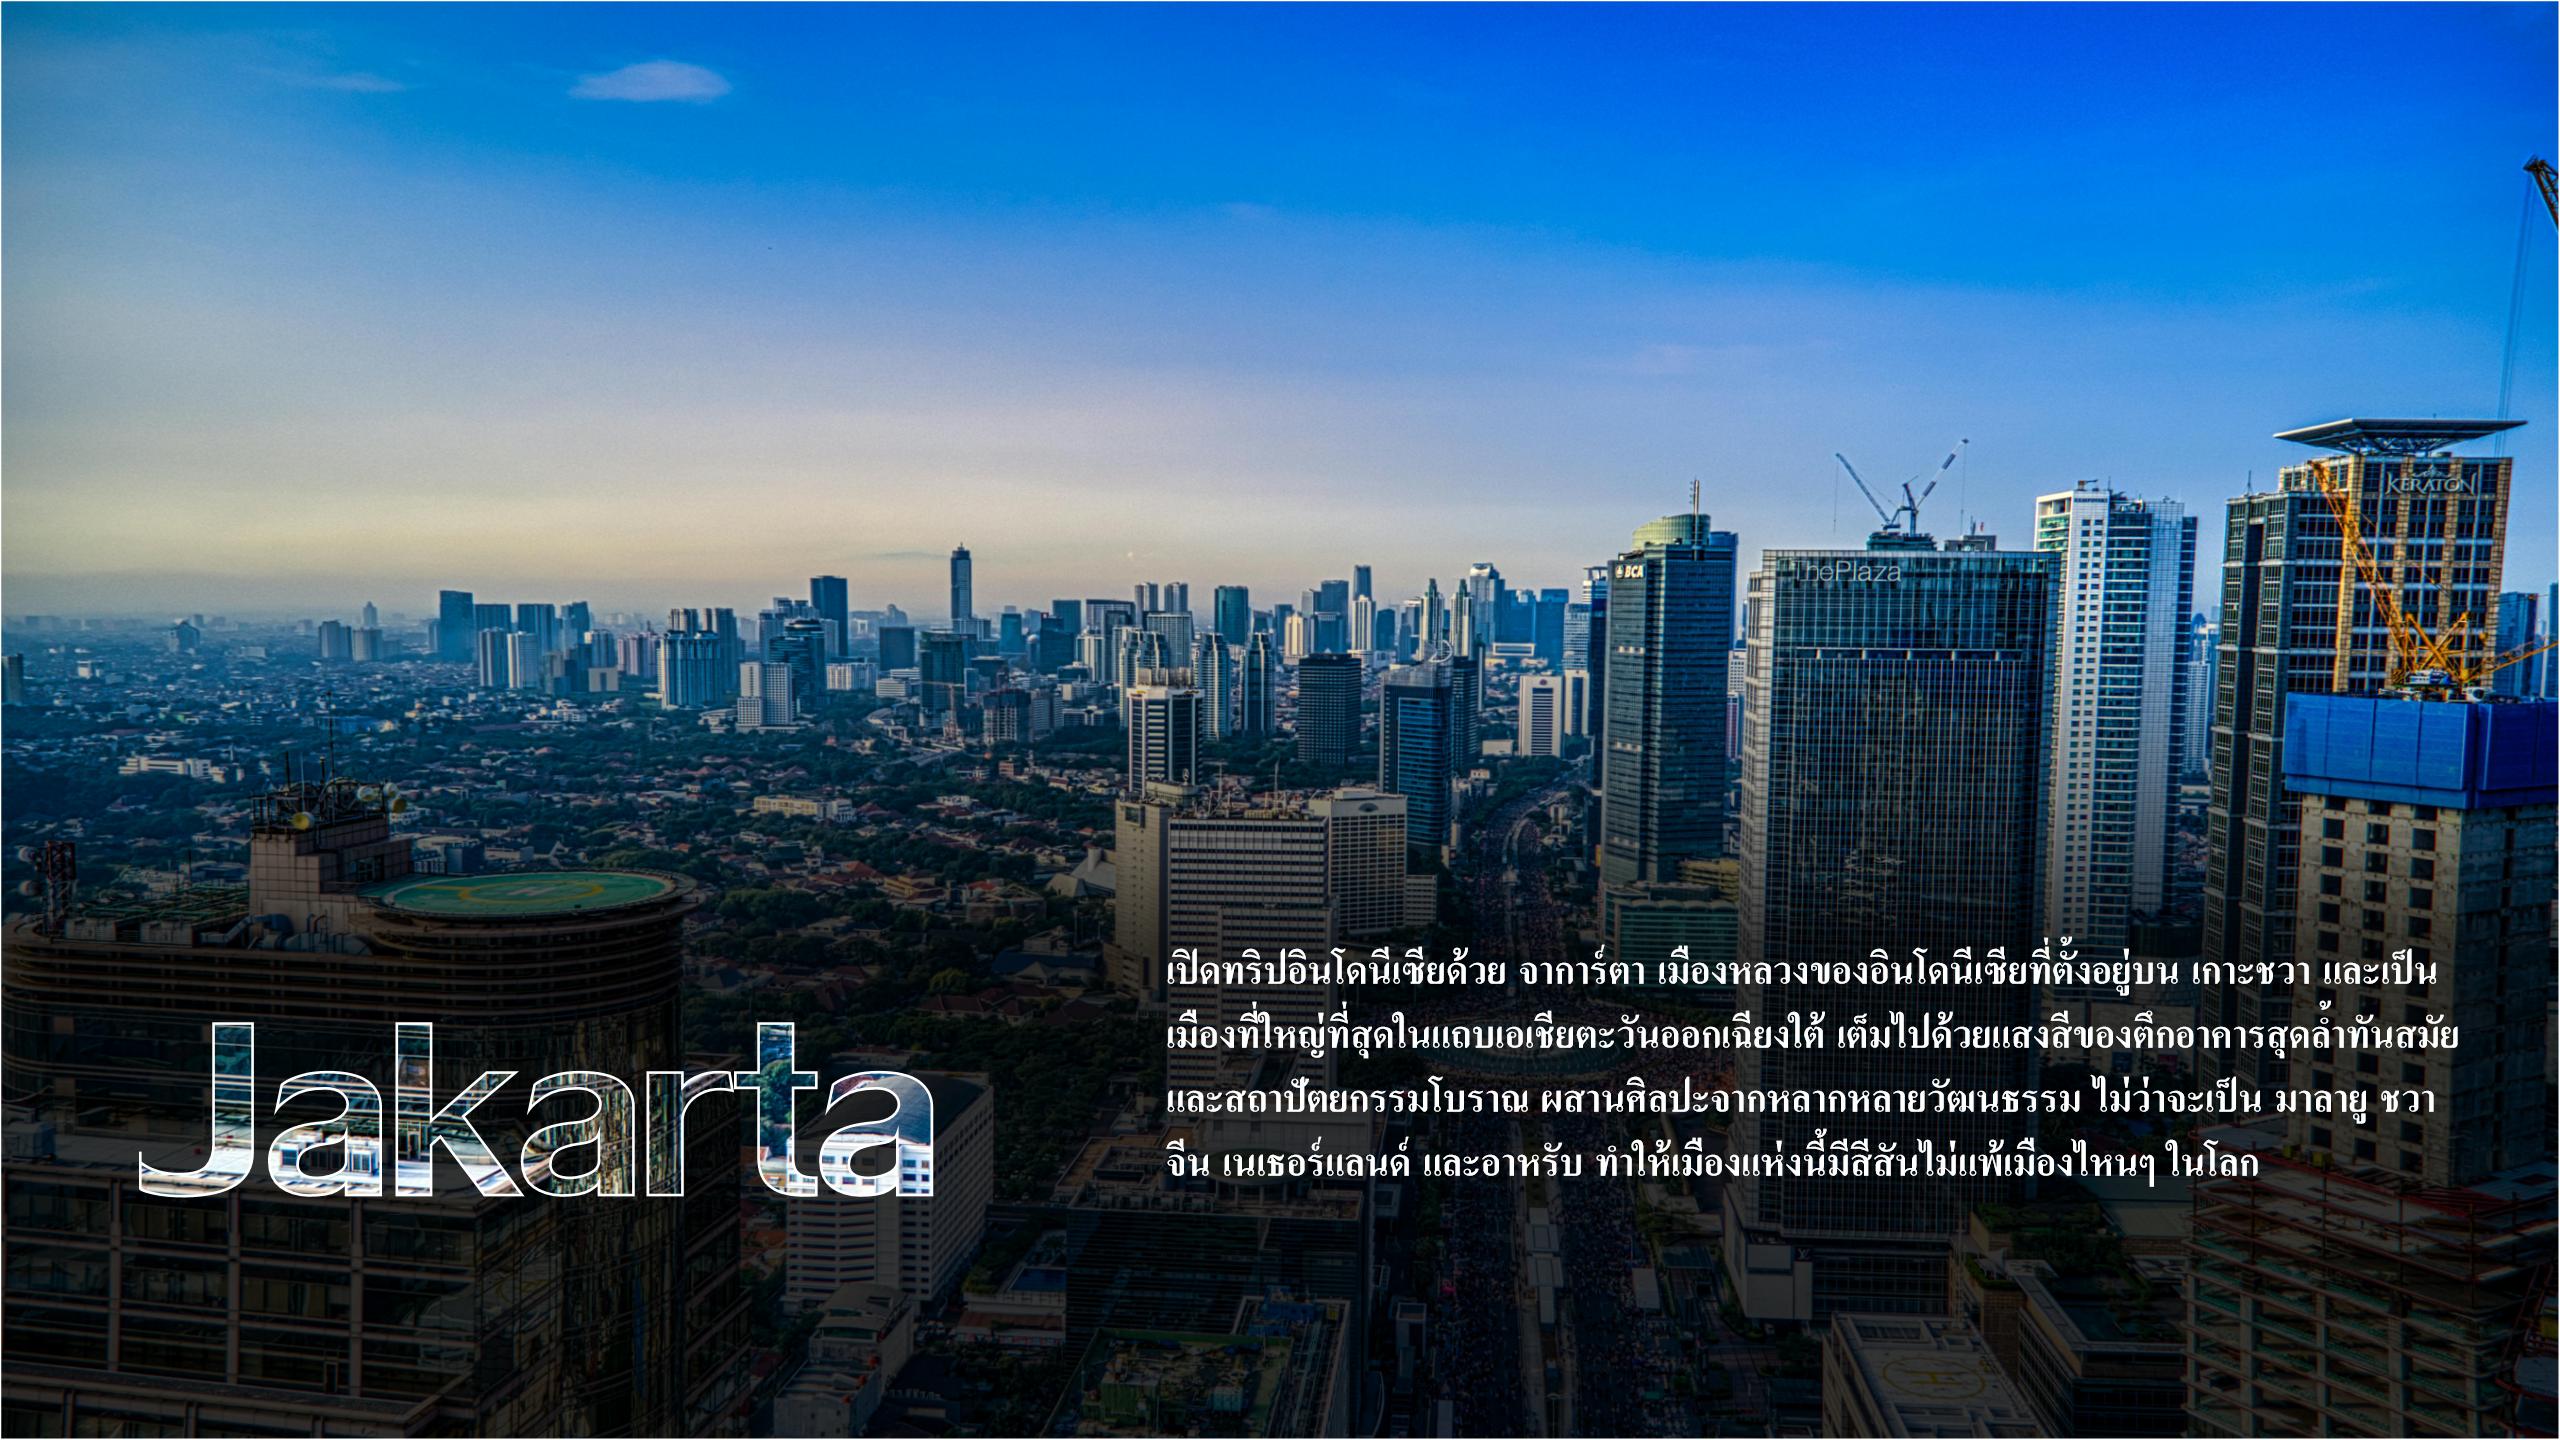 KERATON
BCA
ThePlaza
เปิดทริปอินโดนีเซียด้วย จาการ์ตา เมืองหลวงของอินโดนีเซียที่ตั้งอยู่บน เกาะชวา และเป็น
เมืองที่ใหญ่ที่สุดในแถบเอเชียตะวันออกเฉียงใต้ เต็มไปด้วยแสงสีของตึกอาคารสุดล้ำทันสมัย
และสถาปัตยกรรมโบราณ ผสานศิลปะจากหลากหลายวัฒนธรรม ไม่ว่าจะเป็น มาลายู ชวา
จีน เนเธอร์แลนด์ และอาหรับ ทำให้เมืองแห่งนี้มีสีสันไม่แพ้เมืองไหนๆ ในโลก
Jakarta